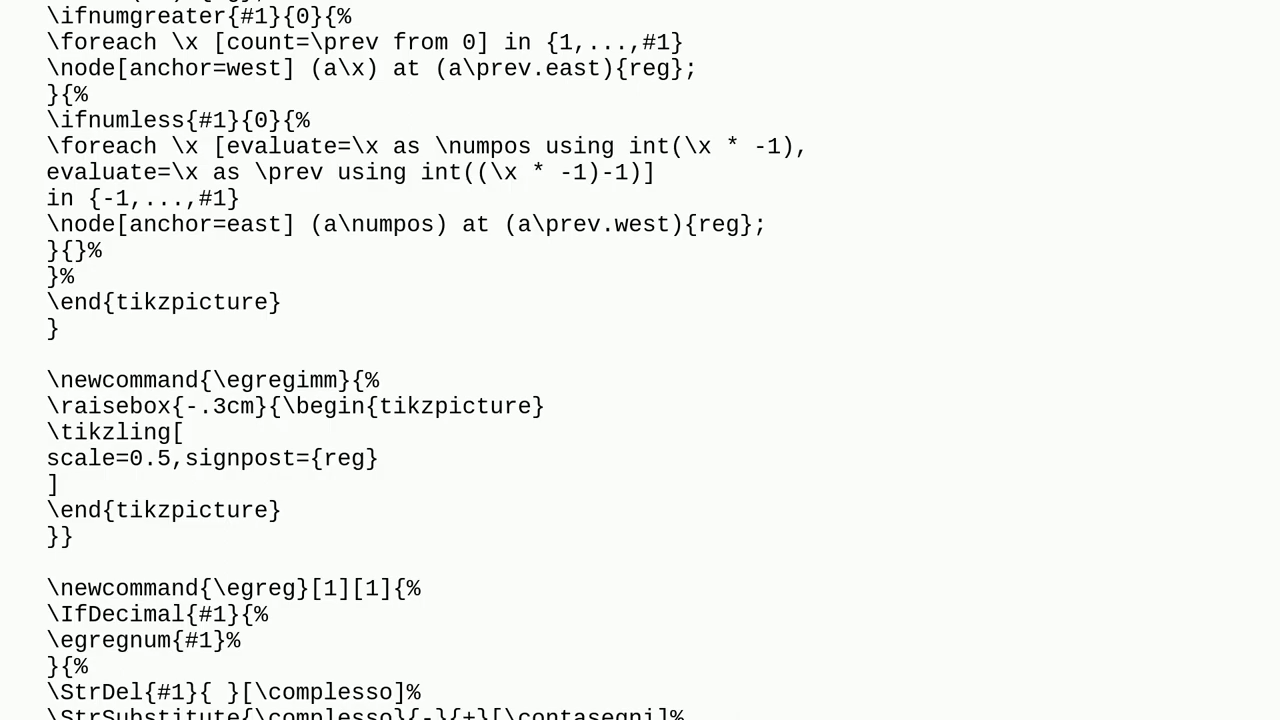 \ifnumgreater{#1}{0}{%
\foreach \x [count=\prev from 0] in {1,...,#1}
\node[anchor=west] (a\x) at (a\prev.east){reg};
}{%
\ifnumless{#1}{0}{%
\foreach \x [evaluate=\x as \numpos using int(\x * -1),
evaluate=\x as \prev using int((\x * -1)-1)]
in {-1,...,#1}
\node[anchor=east] (a\numpos) at (a\prev.west){reg};
}{}%
}%
\end{tikzpicture}
}

\newcommand{\egregimm}{%
\raisebox{-.3cm}{\begin{tikzpicture}
\tikzling[
scale=0.5,signpost={reg}
]
\end{tikzpicture}
}}

\newcommand{\egreg}[1][1]{%
\IfDecimal{#1}{%
\egregnum{#1}%
}{%
\StrDel{#1}{ }[\complesso]%
\StrSubstitute{\complesso}{-}{+}[\contasegni]%